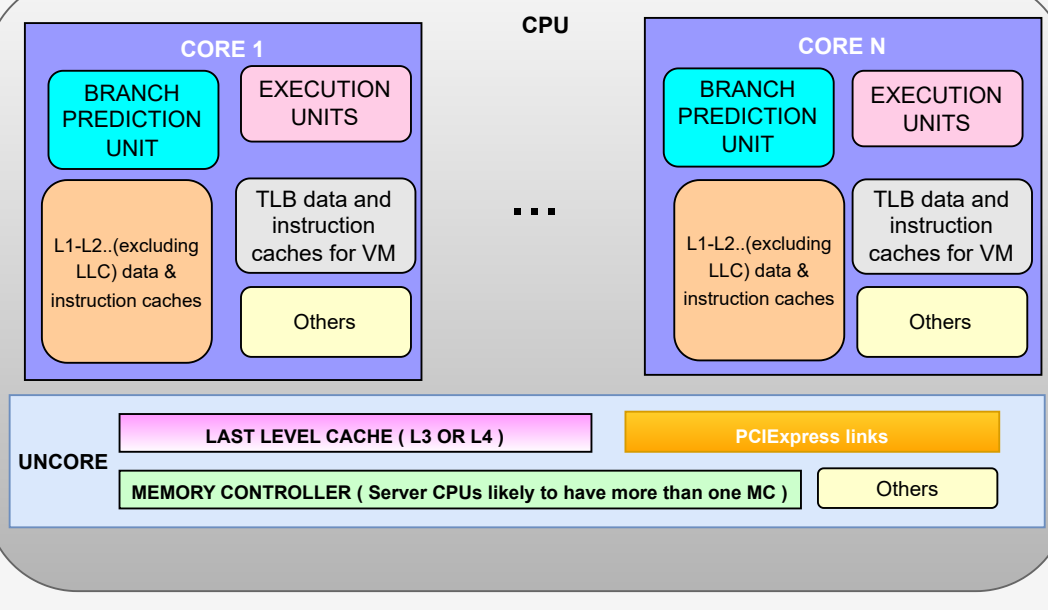 CPU
CORE 1
BRANCH
PREDICTION
UNIT
EXECUTION
UNITS
L1-L2..(excluding
LLC) data &
instruction caches
TLB data and
instruction
caches for VM
Others
...
CORE N
BRANCH
PREDICTION
UNIT
EXECUTION
UNITS
L1-L2..(excluding
LLC) data &
instruction caches
TLB data and
instruction
caches for VM
Others
UNCORE
LAST LEVEL CACHE ( L3 OR L4 )
PCIExpress links
MEMORY CONTROLLER ( Server CPUs likely to have more than one MC )
Others